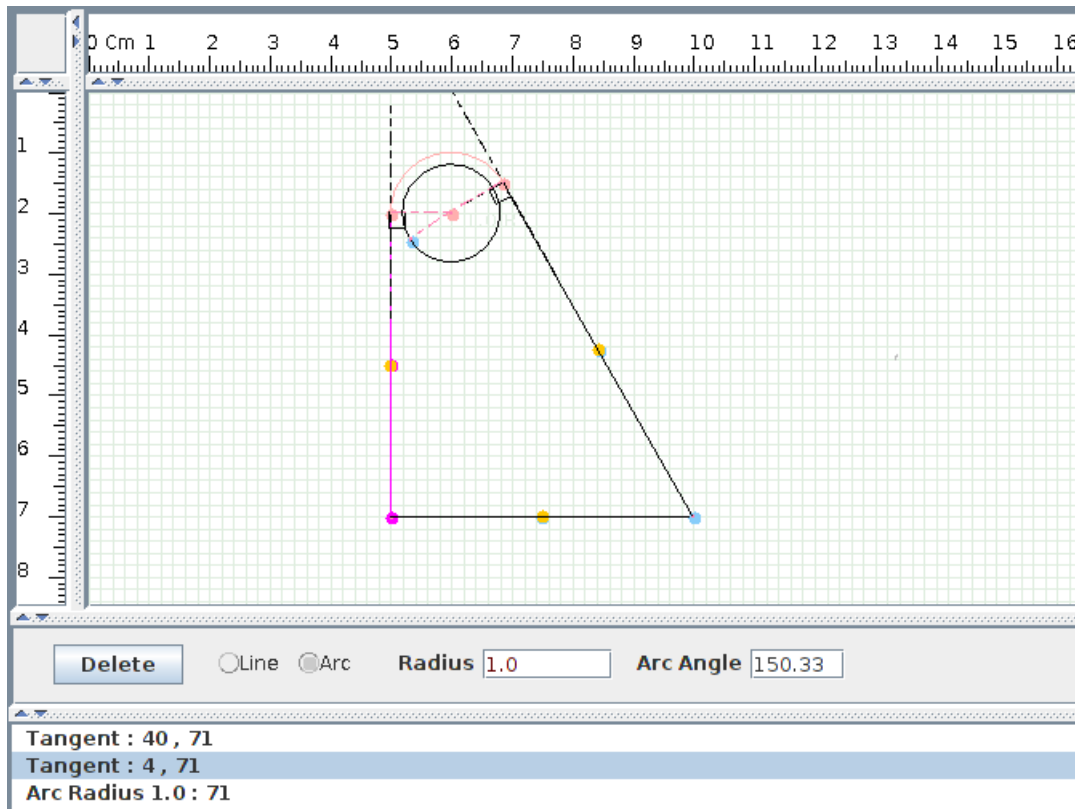 0 Cm 1 2 3 4 5 6 7 8 9 10 11 12 13 14 15 16
1
2
3
4
5
6
7
8
Delete Line Arc Radius 1.0 Arc Angle 150.33
Tangent : 40 , 71
Tangent : 4 , 71
Arc Radius 1.0 : 71